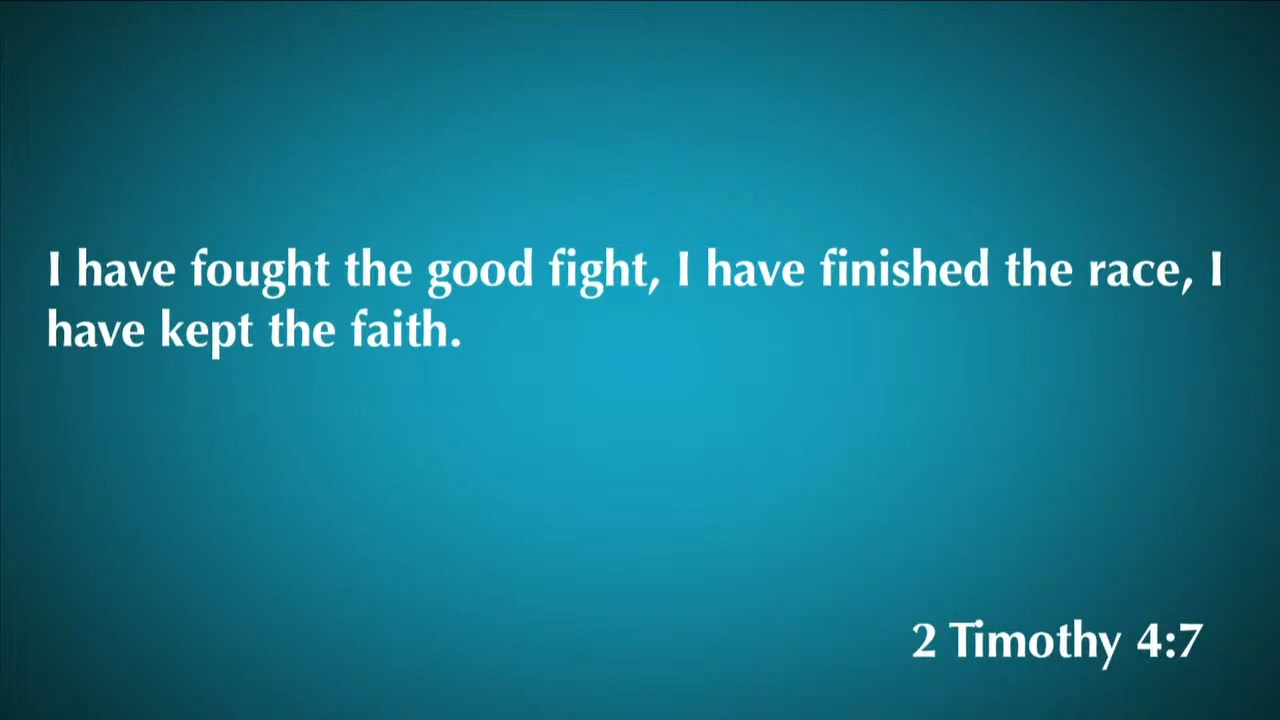 I have fought the good fight, I have finished the race, I
have kept the faith.
2 Timothy 4:7